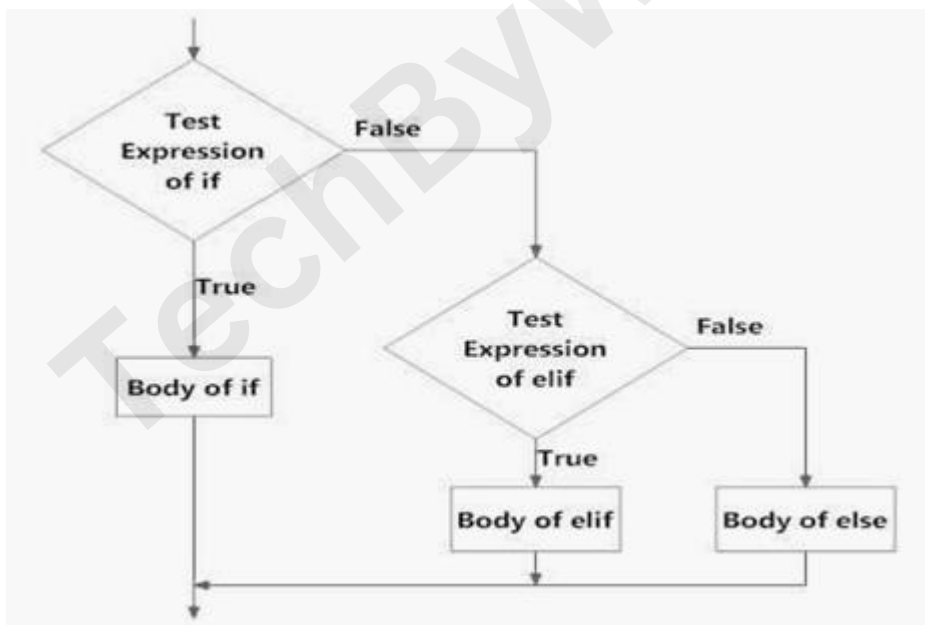 Test
Expression
of if
False
True
Body of if
Test
Expression
of elif
False
True
Body of elif
Body of else